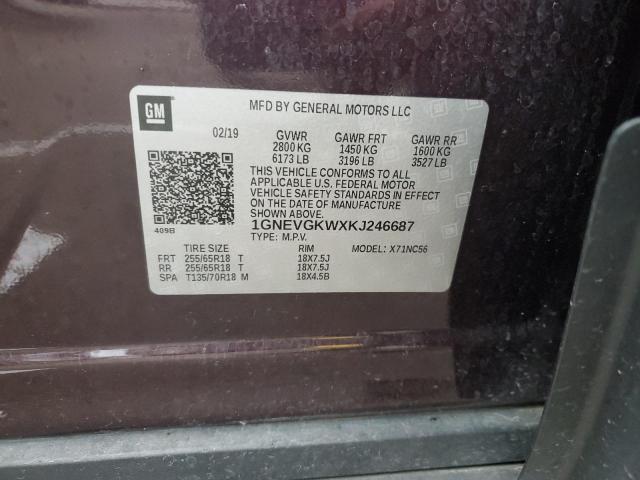 GM
MFD BY GENERAL MOTORS LLC
02/19 GVWR GAWR FRT GAWR RR
2800 KG 1450 KG 1600 KG
6173 LB 3196 LB 3527 LB
THIS VEHICLE CONFORMS TO ALL
APPLICABLE U.S. FEDERAL MOTOR
VEHICLE SAFETY STANDARDS IN EFFECT
ON THE DATE OF MANUFACTURE
SHOWN ABOVE.
1GNEVGKWXKJ246687
409B
TYPE: M.P.V. MODEL: X71NC56
TIRE SIZE RIM
FRT 255/65R18 T 18X7.5J
RR 255/65R18 T 18X7.5J
SPA T135/70R18 M 18X4.5B